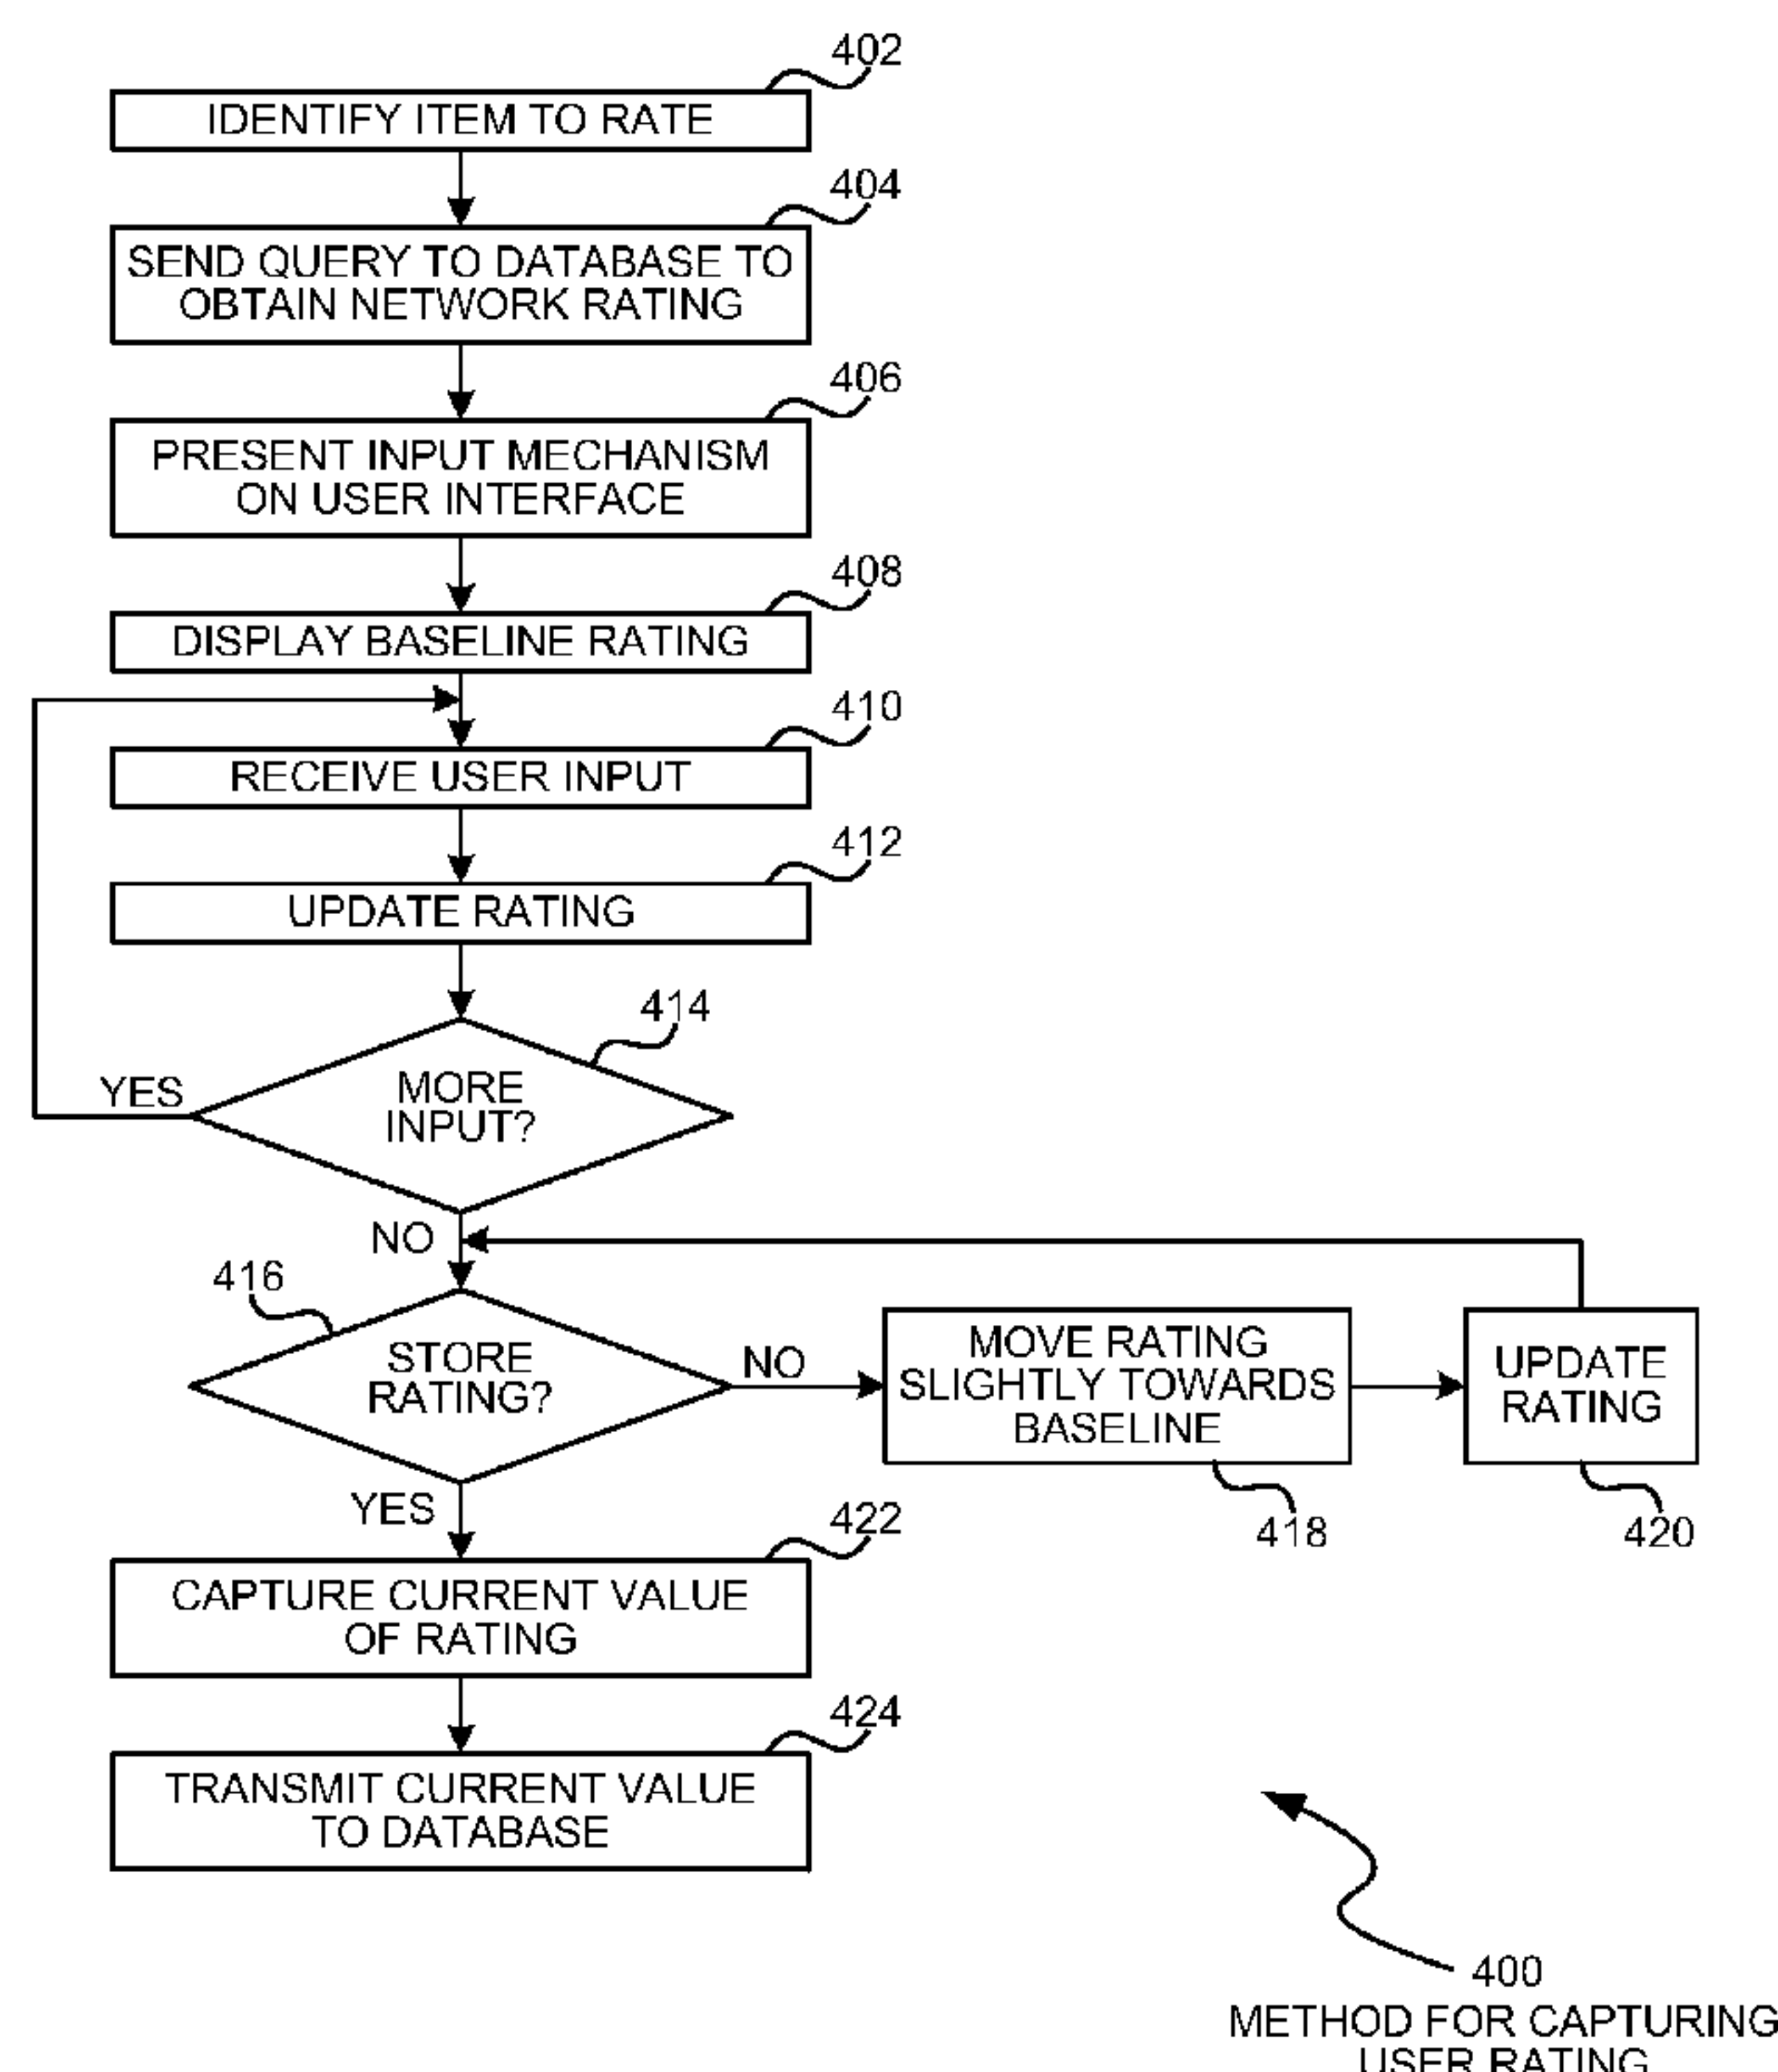 402
IDENTIFY ITEM TO RATE
404
SEND QUERY TO DATABASE TO
OBTAIN NETWORK RATING
406
PRESENT INPUT MECHANISM
ON USER INTERFACE
408
DISPLAY BASELINE RATING
410
RECEIVE USER INPUT
412
UPDATE RATING
414
MORE
INPUT?
YES
NO
416
STORE
RATING?
NO
MOVE RATING
SLIGHTLY TOWARDS
BASELINE
418
UPDATE
RATING
420
YES
422
CAPTURE CURRENT VALUE
OF RATING
424
TRANSMIT CURRENT VALUE
TO DATABASE
400
METHOD FOR CAPTURING
USER RATING